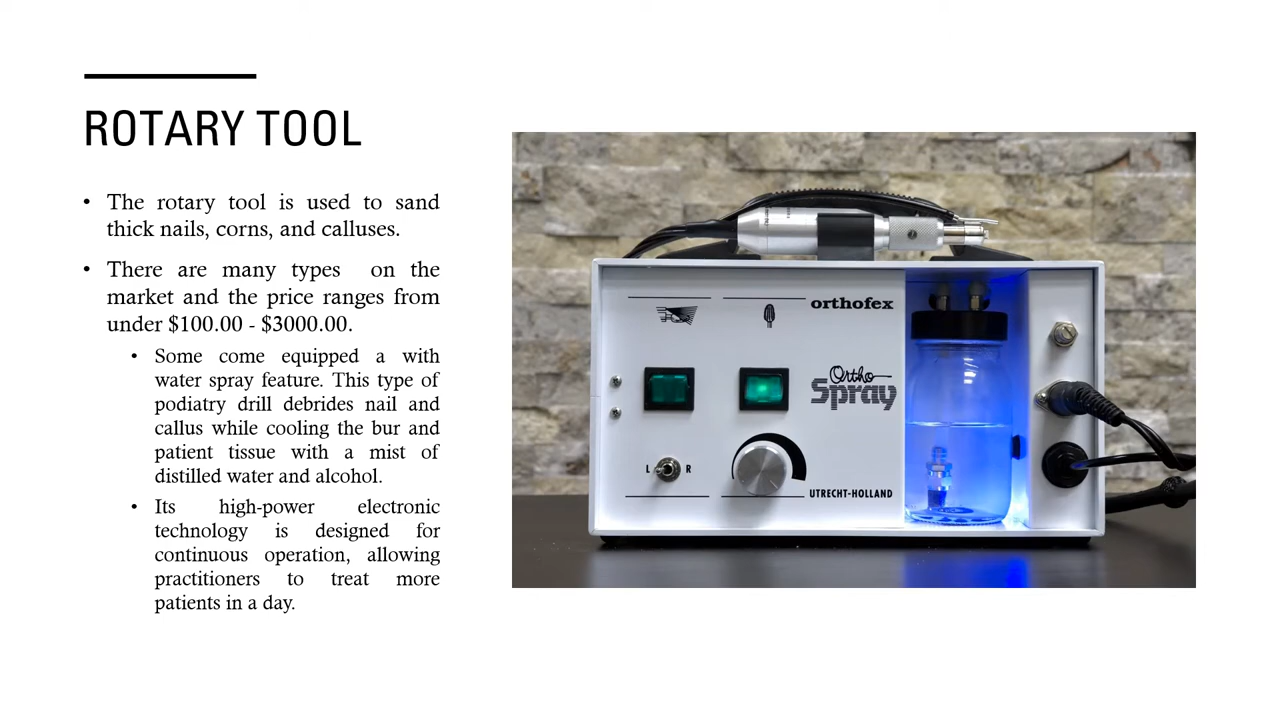 ROTARY TOOL
• The rotary tool is used to sand
thick nails, corns, and calluses.
• There are many types on the
market and the price ranges from
under $100.00 - $3000.00.
• Some come equipped a with
water spray feature. This type of
podiatry drill debrides nail and
callus while cooling the bur and
patient tissue with a mist of
distilled water and alcohol.
• Its high-power electronic
technology is designed for
continuous operation, allowing
practitioners to treat more
patients in a day.
orthofex
Ortho
Spray
L R
UTRECHT-HOLLAND